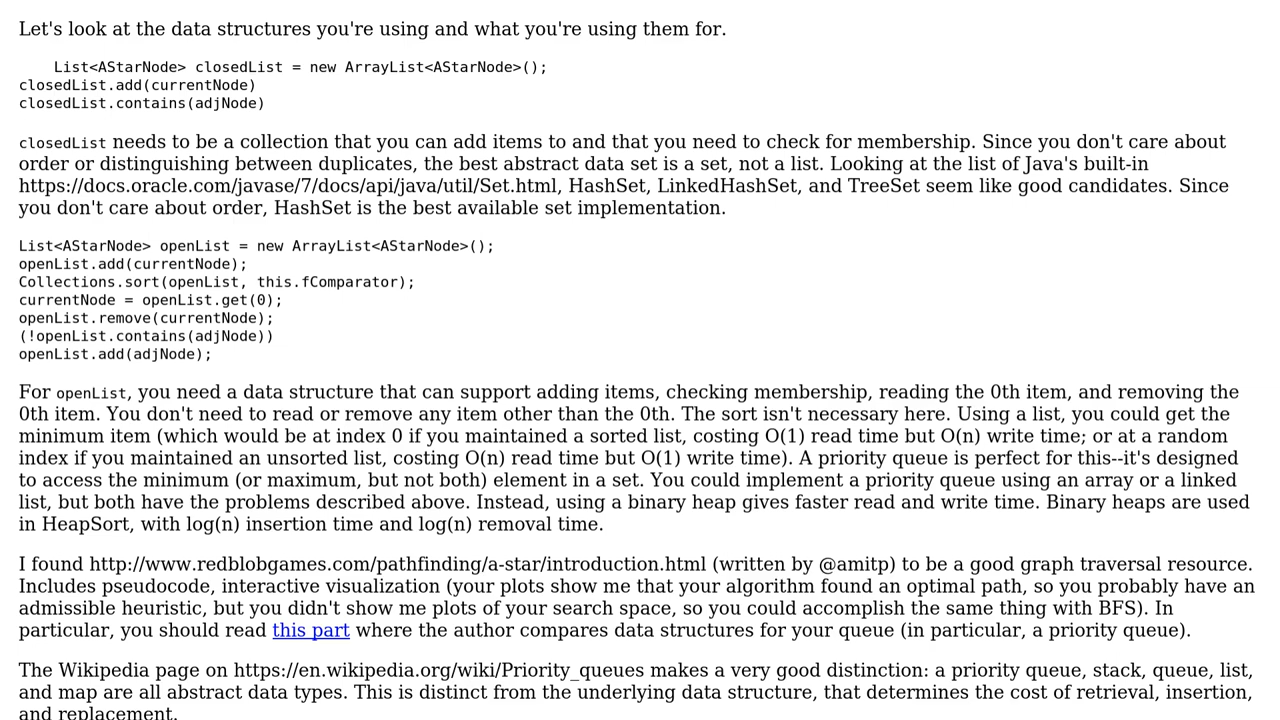 Let's look at the data structures you're using and what you're using them for.
List<AStarNode> closedList = new ArrayList<AStarNode>();
closedList.add(currentNode)
closedList.contains(adjNode)
closedList needs to be a collection that you can add items to and that you need to check for membership. Since you don't care about
order or distinguishing between duplicates, the best abstract data set is a set, not a list. Looking at the list of Java's built-in
https://docs.oracle.com/javase/7/docs/api/java/util/Set.html, HashSet, LinkedHashSet, and TreeSet seem like good candidates. Since
you don't care about order, HashSet is the best available set implementation.
List<AStarNode> openList = new ArrayList<AStarNode>();
openList.add(currentNode);
Collections.sort(openList, this.fComparator);
currentNode = openList.get(0);
openList.remove(currentNode);
(!openList.contains(adjNode))
openList.add(adjNode);
For openList, you need a data structure that can support adding items, checking membership, reading the 0th item, and removing the
0th item. You don't need to read or remove any item other than the 0th. The sort isn't necessary here. Using a list, you could get the
minimum item (which would be at index 0 if you maintained a sorted list, costing O(1) read time but O(n) write time; or at a random
index if you maintained an unsorted list, costing O(n) read time but O(1) write time). A priority queue is perfect for this--it's designed
to access the minimum (or maximum, but not both) element in a set. You could implement a priority queue using an array or a linked
list, but both have the problems described above. Instead, using a binary heap gives faster read and write time. Binary heaps are used
in HeapSort, with log(n) insertion time and log(n) removal time.
I found http://www.redblobgames.com/pathfinding/a-star/introduction.html (written by @amitp) to be a good graph traversal resource.
Includes pseudocode, interactive visualization (your plots show me that your algorithm found an optimal path, so you probably have an
admissible heuristic, but you didn't show me plots of your search space, so you could accomplish the same thing with BFS). In
particular, you should read this part where the author compares data structures for your queue (in particular, a priority queue).
The Wikipedia page on https://en.wikipedia.org/wiki/Priority_queues makes a very good distinction: a priority queue, stack, queue, list,
and map are all abstract data types. This is distinct from the underlying data structure, that determines the cost of retrieval, insertion,
and replacement.